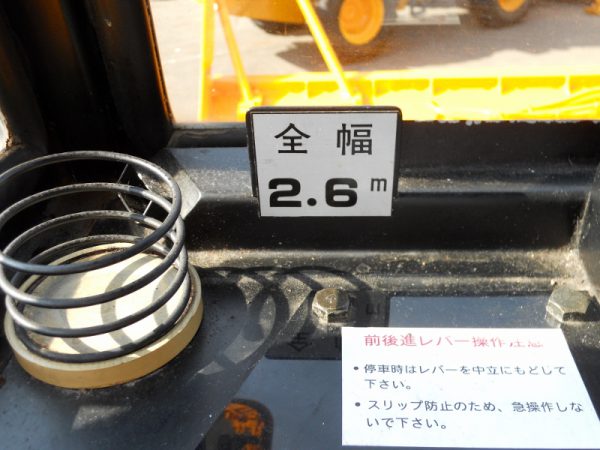 全幅
2.6m
前後進レバー操作注意
・停車時はレバーを中立にもどして
下さい。
・スリップ防止のため、急操作しな
いで下さい。